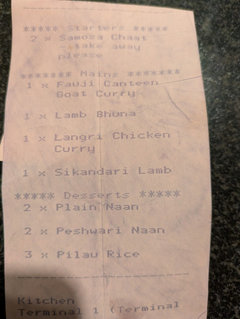 ***** Starters *****
2 x Samosa Chaat
- take away
please
******* Mains *******
1 x Fauji Canteen
Goat Curry
1 x Lamb Bhuna
1 x Langri Chicken
Curry
1 x Sikandari Lamb
***** Desserts *****
2 x Plain Naan
2 x Peshwari Naan
3 x Pilau Rice
Kitchen
Terminal 1 (Terminal